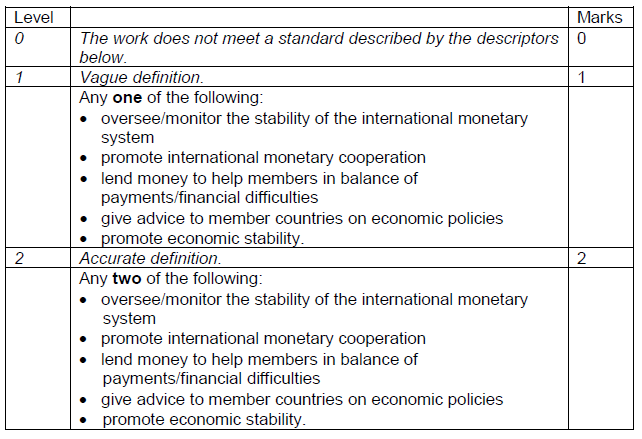 Level Marks
0 The work does not meet a standard described by the descriptors 0
below.
1 Vague definition. 1
Any one of the following:
• oversee/monitor the stability of the international monetary
system
• promote international monetary cooperation
• lend money to help members in balance of
payments/financial difficulties
• give advice to member countries on economic policies
• promote economic stability.
2 Accurate definition. 2
Any two of the following:
• oversee/monitor the stability of the international monetary
system
• promote international monetary cooperation
• lend money to help members in balance of
payments/financial difficulties
• give advice to member countries on economic policies
• promote economic stability.